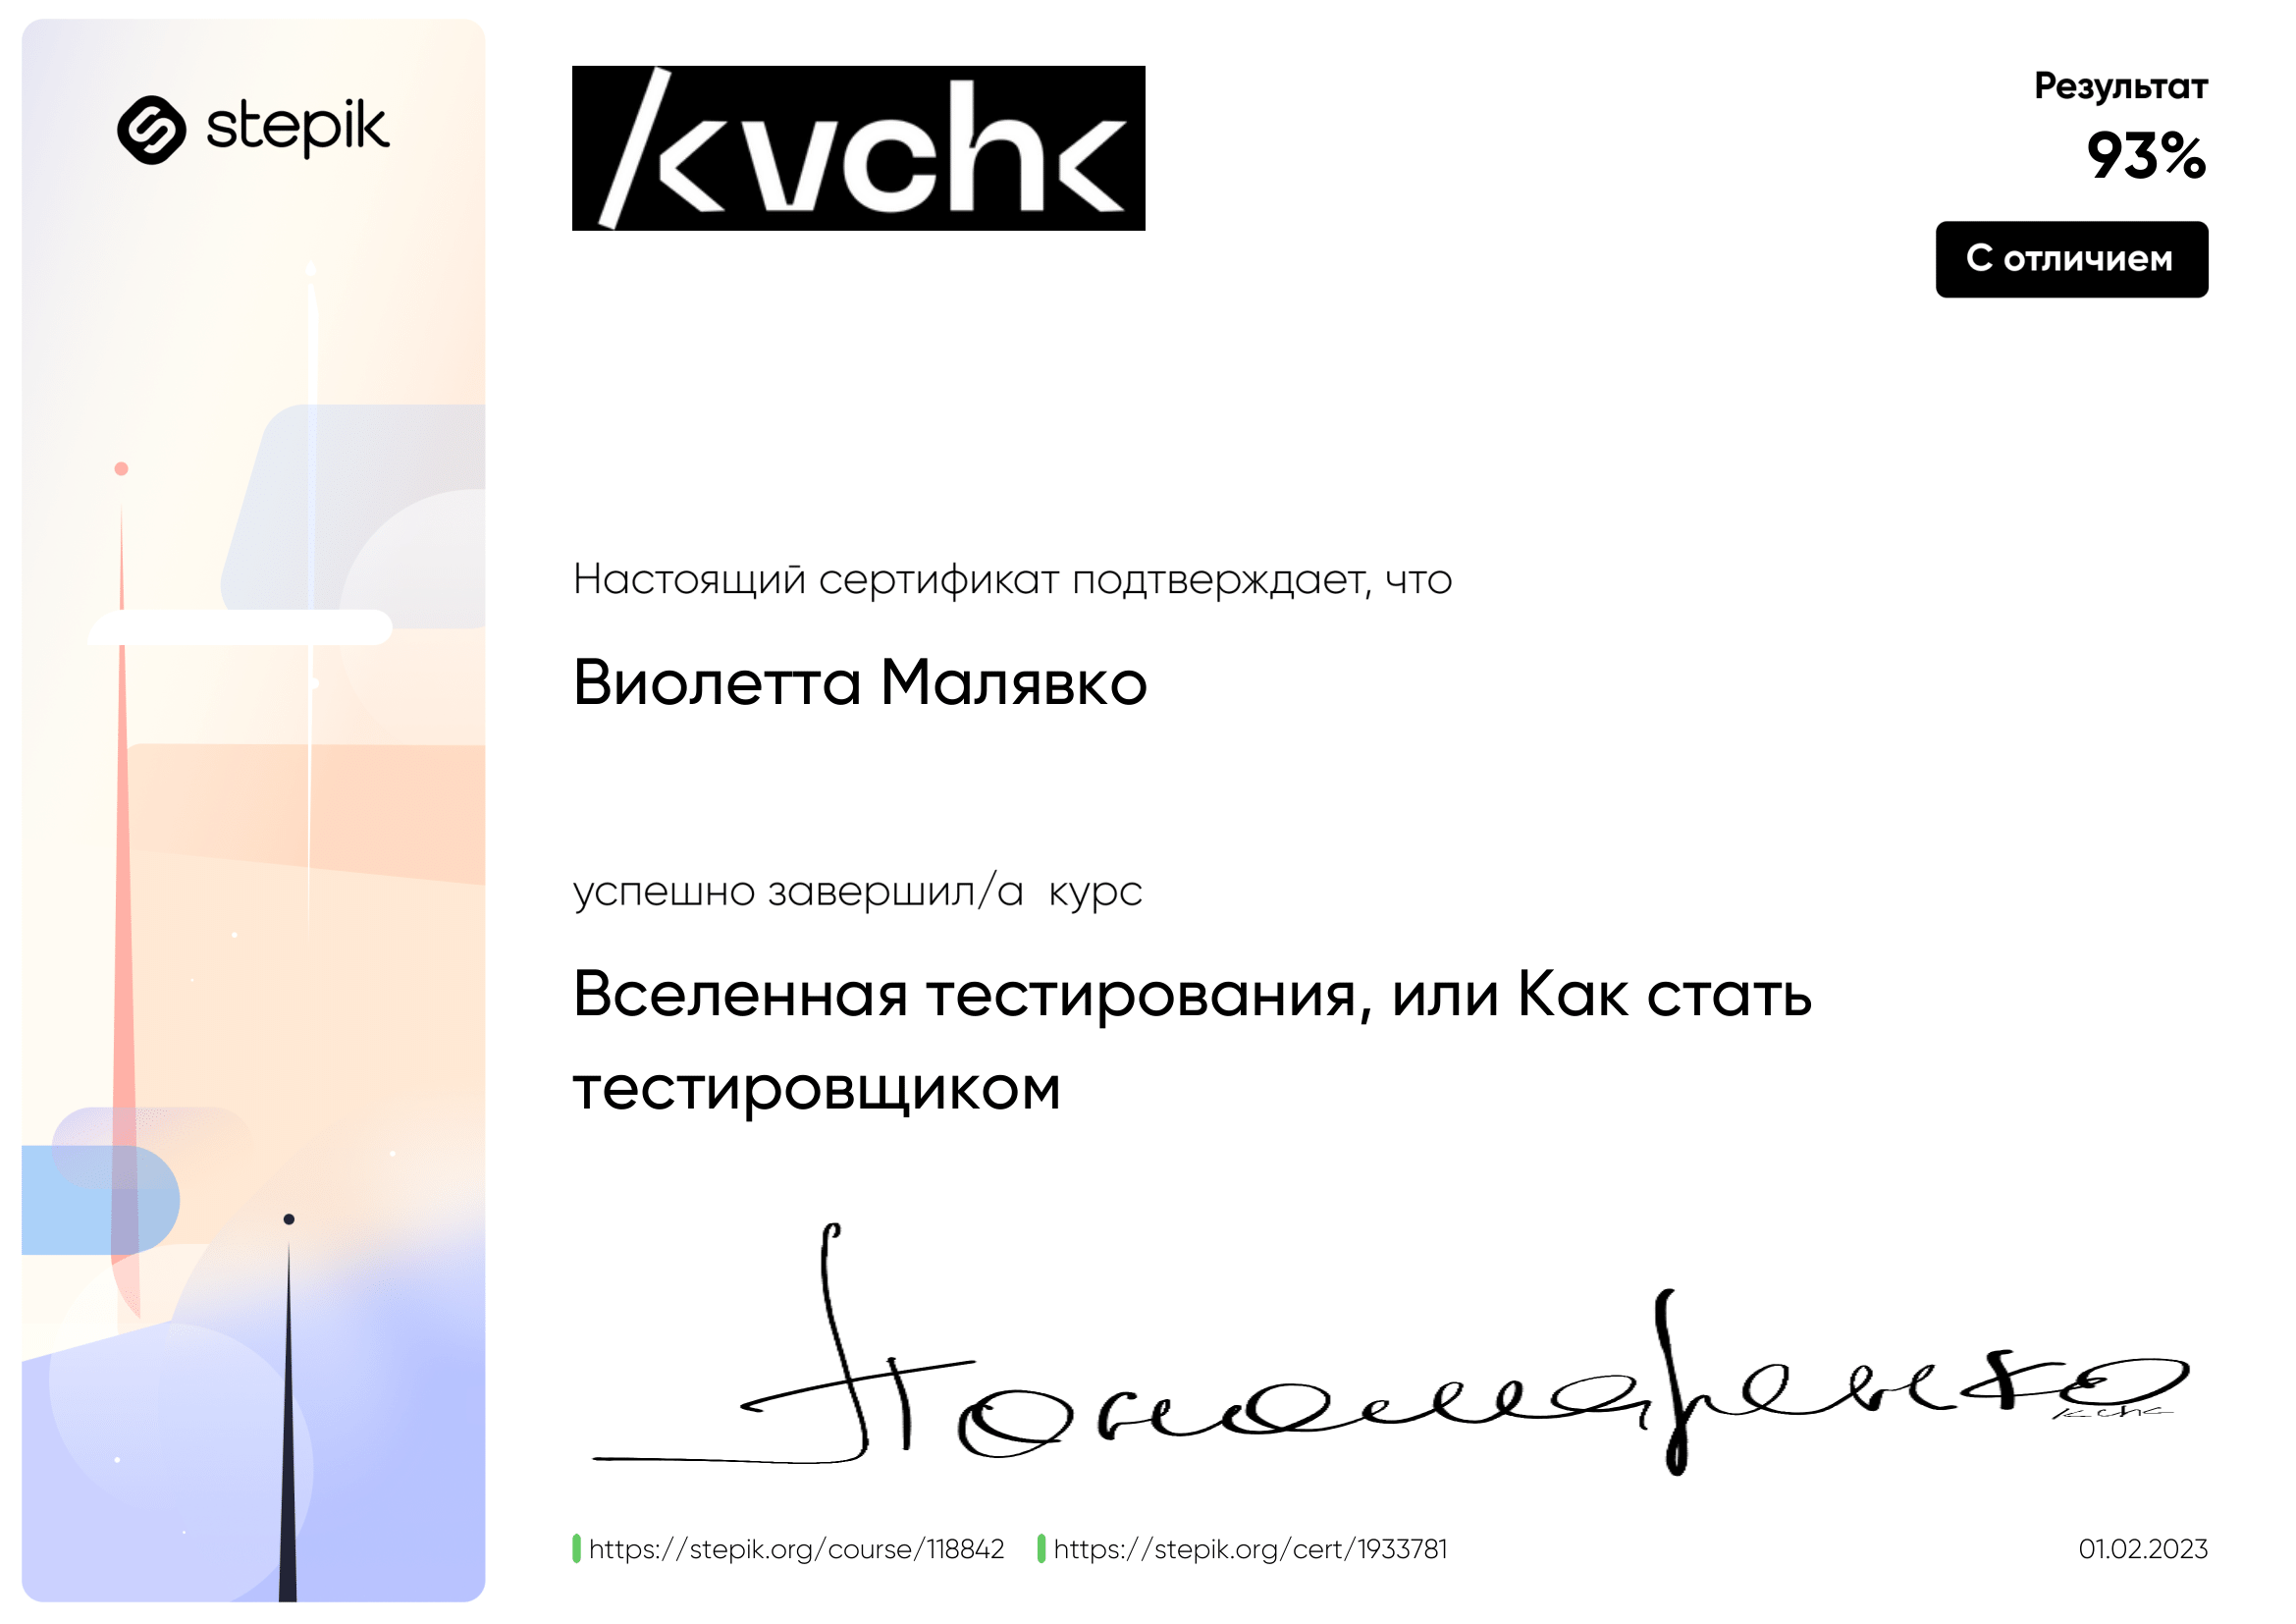 stepik
kvchk
Результат
93%
С отличием
Настоящий сертификат подтверждает, что
Виолетта Малявко
успешно завершил/а  курс
Вселенная тестирования, или Как стать
тестировщиком
Пономаренко
https://stepik.org/course/118842 https://stepik.org/cert/1933781
01.02.2023